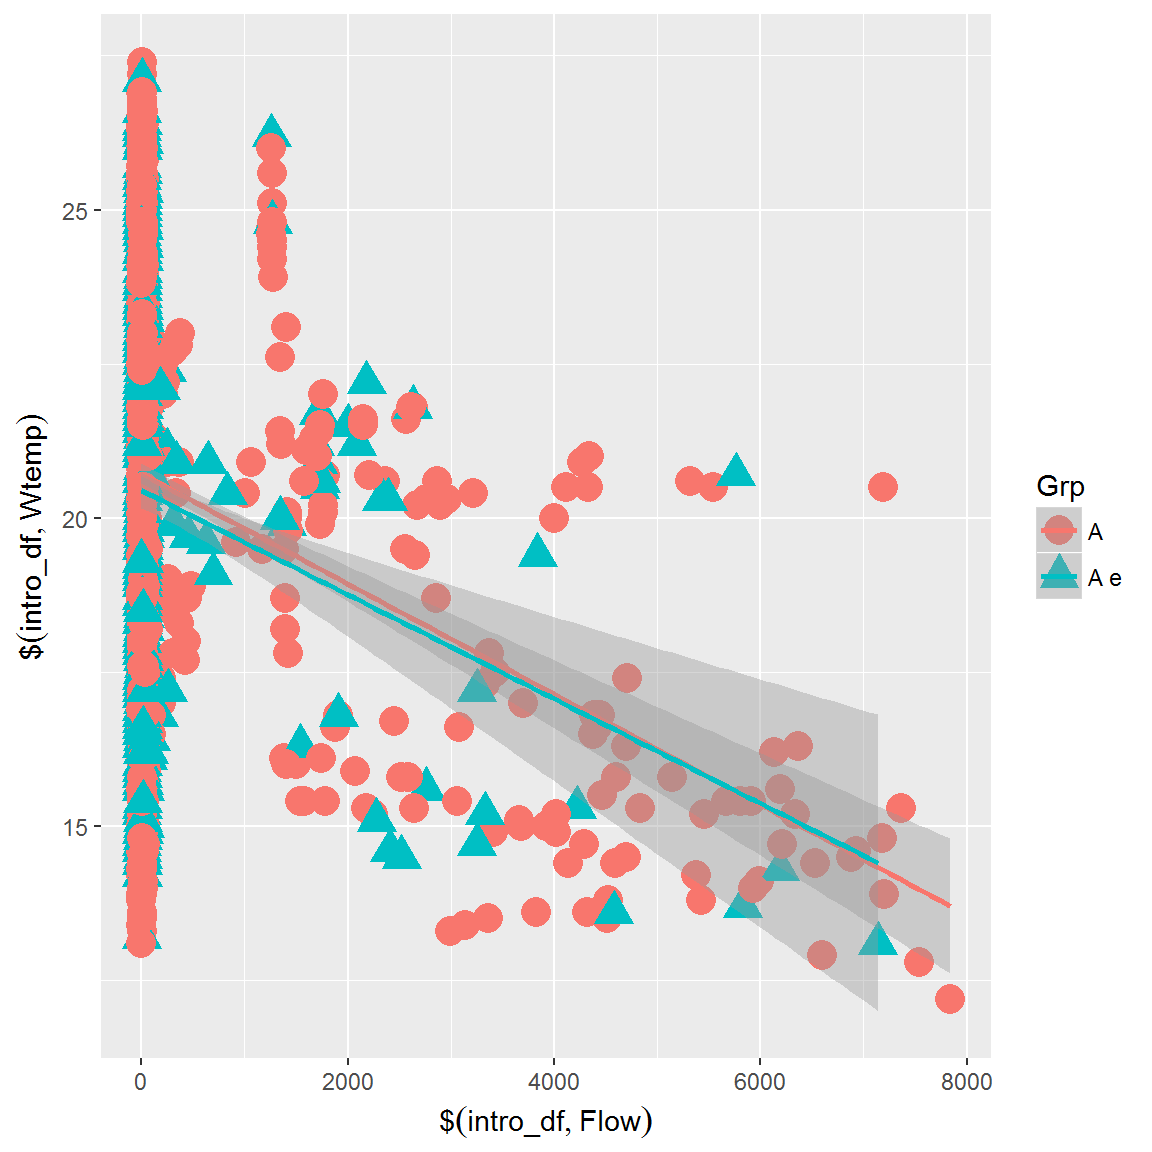 25
20
15
0 2000 4000 6000 8000
$(intro_df, Flow)
$(intro_df, Wtemp)
Grp
A
A e